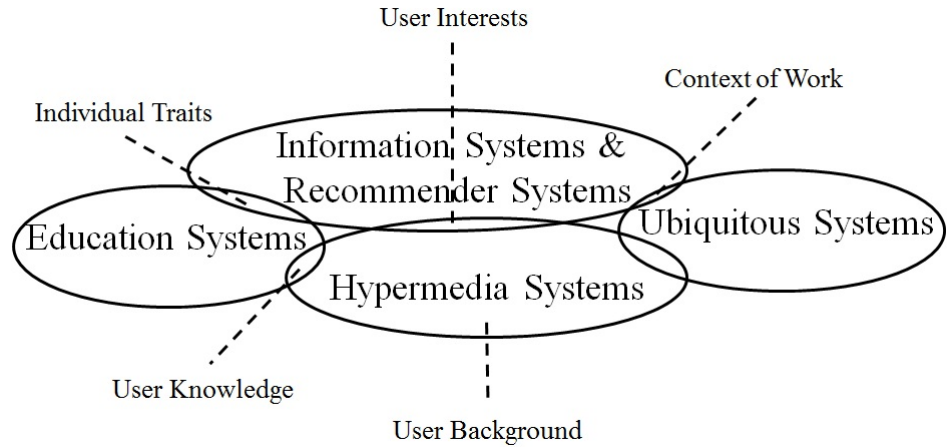 User Interests
Context of Work
Individual Traits
Information Systems &
Recommender Systems
Ubiquitous Systems
Education Systems
Hypermedia Systems
User Knowledge
User Background